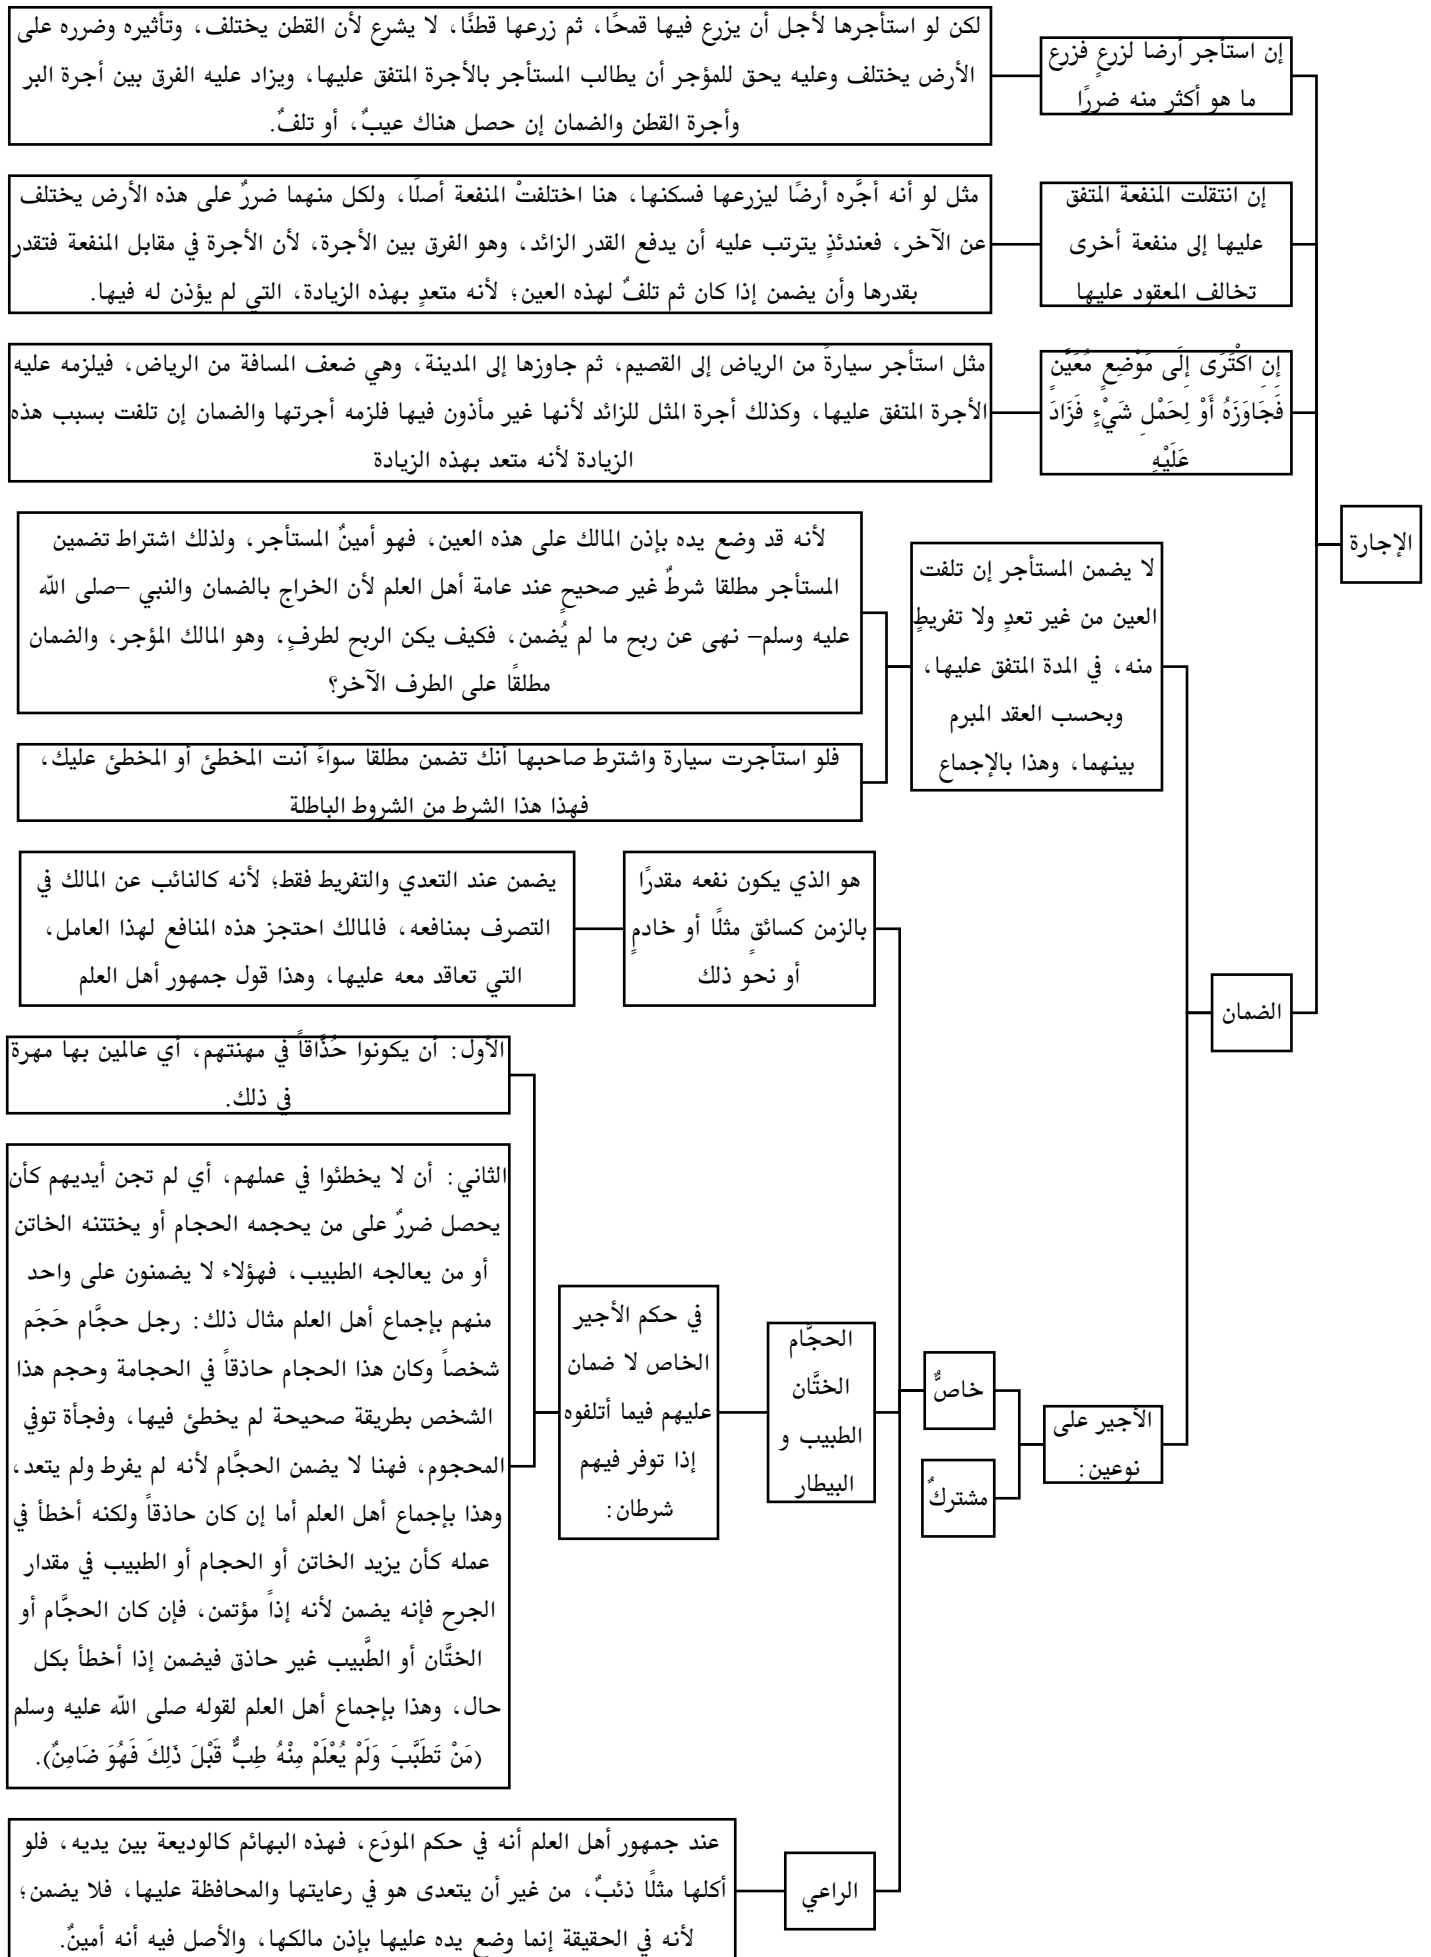 الإجارة
إن استأجر أرضا لزرعٍ فزرع
ما هو أكثر منه ضررًا
لكن لو استأجرها لأجل أن يزرع فيها قمحًا، ثم زرعها قطنًا، لا يشرع لأن القطن يختلف، وتأثيره وضرره على
الأرض يختلف وعليه يحق للمؤجر أن يطالب المستأجر بالأجرة المتفق عليها، ويزاد عليه الفرق بين أجرة البر
وأجرة القطن والضمان إن حصل هناك عيبٌ، أو تلفٌ.
إن انتقلت المنفعة المتفق
عليها إلى منفعة أخرى
تخالف المعقود عليها
مثل لو أنه أجَّره أرضًا ليزرعها فسكنها، هنا اختلفتْ المنفعة أصلًا، ولكل منهما ضررٌ على هذه الأرض يختلف
عن الآخر، فعندئذٍ يترتب عليه أن يدفع القدر الزائد، وهو الفرق بين الأجرة، لأن الأجرة في مقابل المنفعة فتقدر
بقدرها وأن يضمن إذا كان ثم تلفٌ لهذه العين؛ لأنه متعدٍ بهذه الزيادة، التي لم يؤذن له فيها.
إِنِ اكْتَرَى إِلَى مَوْضِعٍ مُعَيَّنٍ
فَجَاوَزَهُ أَوْ لِحَمْلِ شَيْءٍ فَزَادَ
عَلَيْهِ
مثل استأجر سيارةً من الرياض إلى القصيم، ثم جاوزها إلى المدينة، وهي ضعف المسافة من الرياض، فيلزمه عليه
الأجرة المتفق عليها، وكذلك أجرة المثل للزائد لأنها غير مأذون فيها فلزمه أجرتها والضمان إن تلفت بسبب هذه
الزيادة لأنه متعد بهذه الزيادة
الضمان
لا يضمن المستأجر إن تلفت
العين من غير تعدٍ ولا تفريطٍ
منه، في المدة المتفق عليها،
وبحسب العقد المبرم
بينهما، وهذا بالإجماع
لأنه قد وضع يده بإذن المالك على هذه العين، فهو أمينٌ المستأجر، ولذلك اشتراط تضمين
المستأجر مطلقا شرطٌ غير صحيحٍ عند عامة أهل العلم لأن الخراج بالضمان والنبي –صلى الله
عليه وسلم– نهى عن ربح ما لم يُضمن، فكيف يكن الربح لطرفٍ، وهو المالك المؤجر، والضمان
مطلقًا على الطرف الآخر؟
فلو استأجرت سيارة واشترط صاحبها أنك تضمن مطلقا سواءً أنت المخطئ أو المخطئ عليك،
فهذا هذا الشرط من الشروط الباطلة
الأجير على
نوعين:
خاصٌّ
هو الذي يكون نفعه مقدرًا
بالزمن كسائقٍ مثلًا أو خادمٍ
أو نحو ذلك
يضمن عند التعدي والتفريط فقط؛ لأنه كالنائب عن المالك في
التصرف بمنافعه، فالمالك احتجز هذه المنافع لهذا العامل،
التي تعاقد معه عليها، وهذا قول جمهور أهل العلم
الحجَّام
الختَّان
الطبيب و
البيطار
في حكم الأجير
الخاص لا ضمان
عليهم فيما أتلفوه
إذا توفر فيهم
شرطان:
الأول: أن يكونوا حُذَّاقاً في مهنتهم، أي عالمين بها مهرة
في ذلك.
الثاني: أن لا يخطئوا في عملهم، أي لم تجن أيديهم كأن
يحصل ضررٌ على من يحجمه الحجام أو يختتنه الخاتن
أو من يعالجه الطبيب، فهؤلاء لا يضمنون على واحد
منهم بإجماع أهل العلم مثال ذلك: رجل حجَّام حَجَم
شخصاً وكان هذا الحجام حاذقاً في الحجامة وحجم هذا
الشخص بطريقة صحيحة لم يخطئ فيها، وفجأة توفي
المحجوم، فهنا لا يضمن الحجَّام لأنه لم يفرط ولم يتعد،
وهذا بإجماع أهل العلم أما إن كان حاذقاً ولكنه أخطأ في
عمله كأن يزيد الخاتن أو الحجام أو الطبيب في مقدار
الجرح فإنه يضمن لأنه إذاً مؤتمن، فإن كان الحجَّام أو
الختَّان أو الطَّبيب غير حاذق فيضمن إذا أخطأ بكل
حال، وهذا بإجماع أهل العلم لقوله صلى الله عليه وسلم
(مَنْ تَطَبَّبَ وَلَمْ يُعْلَمْ مِنْهُ طِبٌّ قَبْلَ ذَلِكَ فَهُوَ ضَامِنٌ).
الراعي
عند جمهور أهل العلم أنه في حكم المودَع، فهذه البهائم كالوديعة بين يديه، فلو
أكلها مثلًا ذئبٌ، من غير أن يتعدى هو في رعايتها والمحافظة عليها، فلا يضمن؛
لأنه في الحقيقة إنما وضع يده عليها بإذن مالكها، والأصل فيه أنه أمينٌ.
مشتركٌ